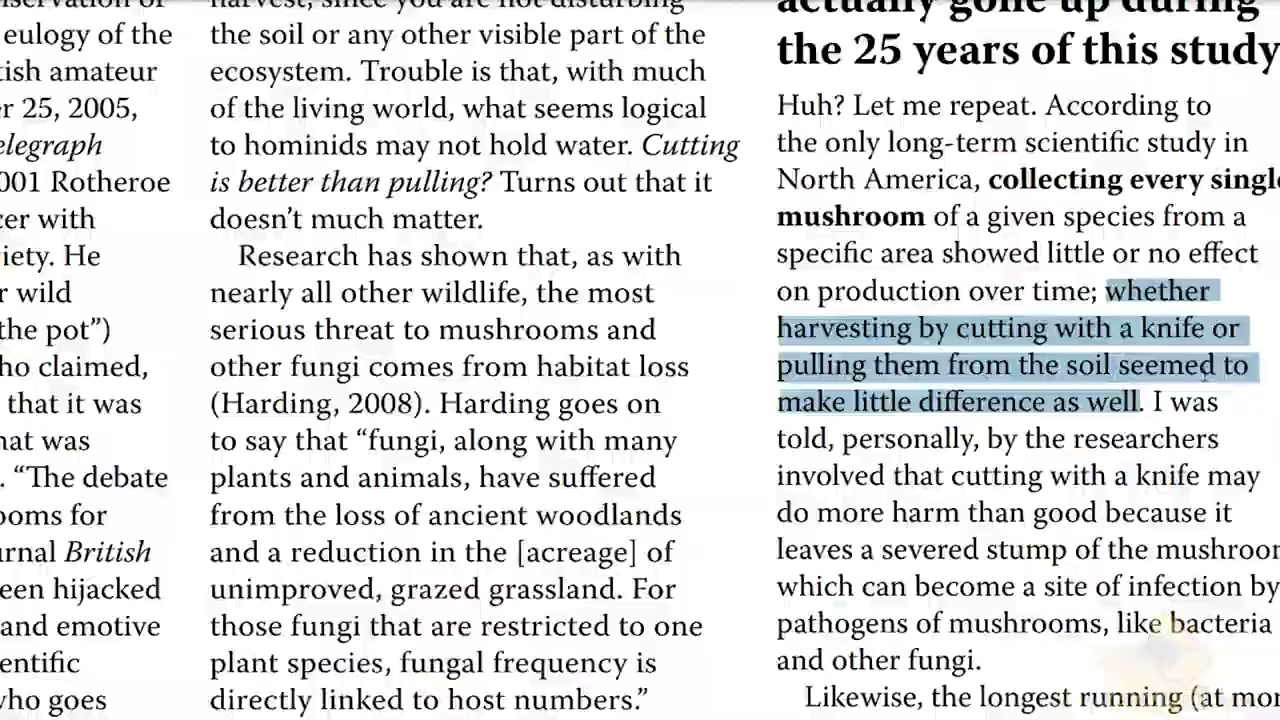 eulogy of the
tish amateur
r 25, 2005,
elegraph
001 Rotheroe
cer with
iety. He
r wild
the pot”)
ho claimed,
that it was
hat was
. “The debate
ooms for
urnal British
een hijacked
and emotive
entific
who goes
harvest, since you are not disturbing
the soil or any other visible part of the
ecosystem. Trouble is that, with much
of the living world, what seems logical
to hominids may not hold water. Cutting
is better than pulling? Turns out that it
doesn’t much matter.
Research has shown that, as with
nearly all other wildlife, the most
serious threat to mushrooms and
other fungi comes from habitat loss
(Harding, 2008). Harding goes on
to say that “fungi, along with many
plants and animals, have suffered
from the loss of ancient woodlands
and a reduction in the [acreage] of
unimproved, grazed grassland. For
those fungi that are restricted to one
plant species, fungal frequency is
directly linked to host numbers.”
actually gone up during
the 25 years of this study
Huh? Let me repeat. According to
the only long-term scientific study in
North America, collecting every single
mushroom of a given species from a
specific area showed little or no effect
on production over time; whether
harvesting by cutting with a knife or
pulling them from the soil seemed to
make little difference as well. I was
told, personally, by the researchers
involved that cutting with a knife may
do more harm than good because it
leaves a severed stump of the mushroom
which can become a site of infection by
pathogens of mushrooms, like bacteria
and other fungi.
Likewise, the longest running (at mo